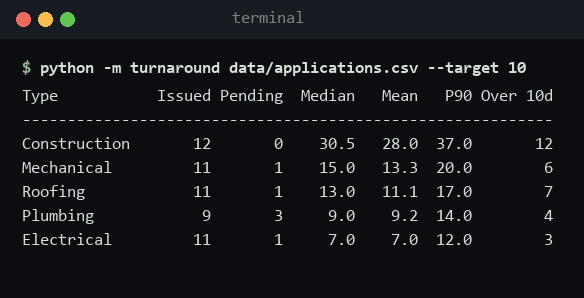 terminal
$ python -m turnaround data/applications.csv --target 10
Type Issued Pending Median Mean P90 Over 10d
-----------------------------------------------------------
Construction 12 0 30.5 28.0 37.0 12
Mechanical 11 1 15.0 13.3 20.0 6
Roofing 11 1 13.0 11.1 17.0 7
Plumbing 9 3 9.0 9.2 14.0 4
Electrical 11 1 7.0 7.0 12.0 3